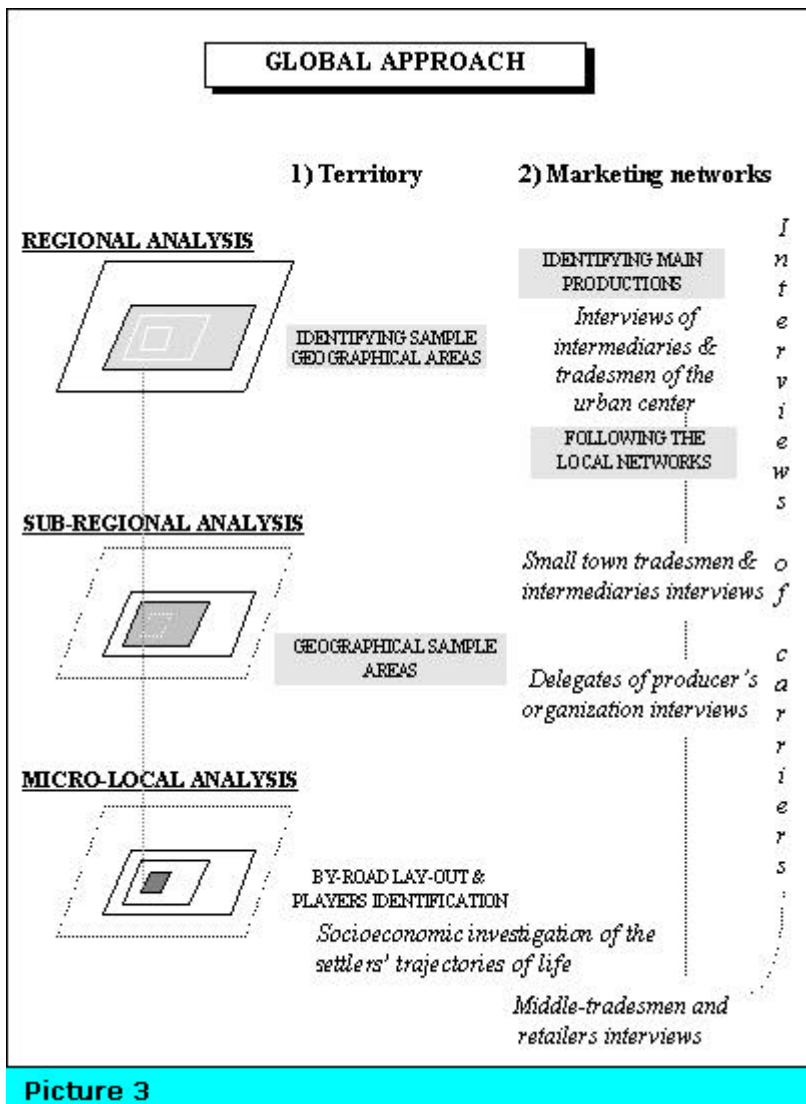 GLOBAL APPROACH
1) Territory
2) Marketing networks
REGIONAL ANALYSIS
IDENTIFYING SAMPLE
GEOGRAPHICAL AREAS
IDENTIFYING MAIN
PRODUCTIONS
Interviews of
intermediaries &
tradesmen of the
urban center
FOLLOWING THE
LOCAL NETWORKS
SUB-REGIONAL ANALYSIS
GEOGRAPHICAL SAMPLE
AREAS
Small town tradesmen &
intermediaries interviews
Delegates of producer's
organization interviews
MICRO-LOCAL ANALYSIS
BY-ROAD LAY-OUT &
PLAYERS IDENTIFICATION
Socioeconomic investigation of the
settlers' trajectories of life
Middle-tradesmen and
retailers interviews
Interviews of carriers
Picture 3